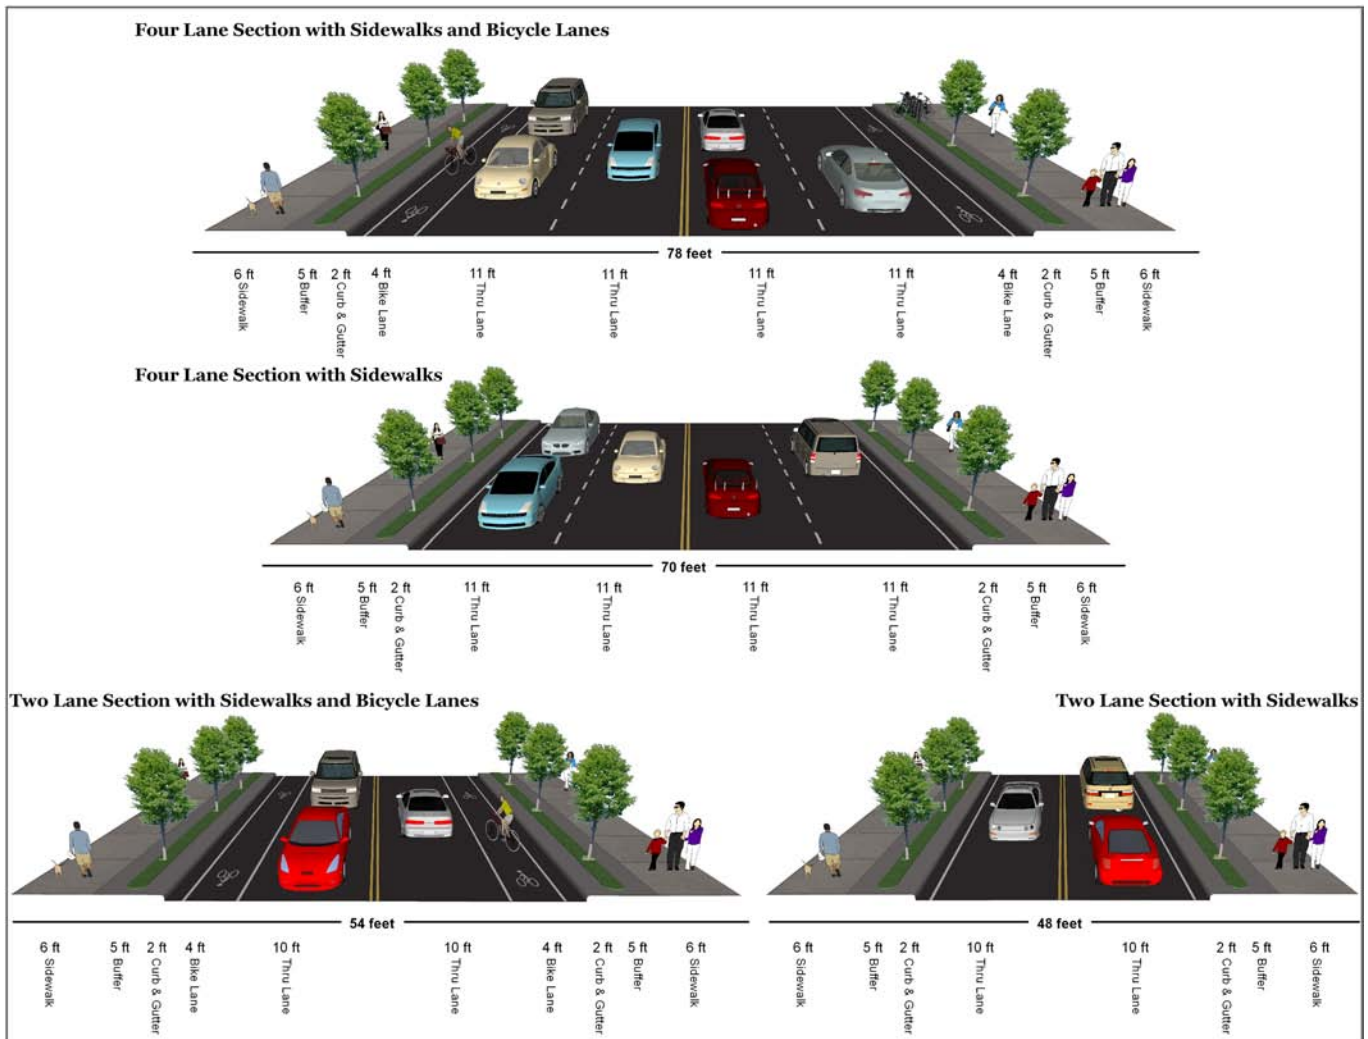 Four Lane Section with Sidewalks and Bicycle Lanes
78 feet
6 ft Sidewalk
5 ft Buffer
2 ft Curb & Gutter
4 ft Bike Lane
11 ft Thru Lane
11 ft Thru Lane
11 ft Thru Lane
11 ft Thru Lane
4 ft Bike Lane
2 ft Curb & Gutter
5 ft Buffer
6 ft Sidewalk
Four Lane Section with Sidewalks
70 feet
6 ft Sidewalk
5 ft Buffer
2 ft Curb & Gutter
11 ft Thru Lane
11 ft Thru Lane
11 ft Thru Lane
11 ft Thru Lane
2 ft Curb & Gutter
5 ft Buffer
6 ft Sidewalk
Two Lane Section with Sidewalks and Bicycle Lanes
54 feet
6 ft Sidewalk
5 ft Buffer
2 ft Curb & Gutter
4 ft Bike Lane
10 ft Thru Lane
10 ft Thru Lane
4 ft Bike Lane
2 ft Curb & Gutter
5 ft Buffer
6 ft Sidewalk
Two Lane Section with Sidewalks
48 feet
6 ft Sidewalk
5 ft Buffer
2 ft Curb & Gutter
10 ft Thru Lane
10 ft Thru Lane
2 ft Curb & Gutter
5 ft Buffer
6 ft Sidewalk